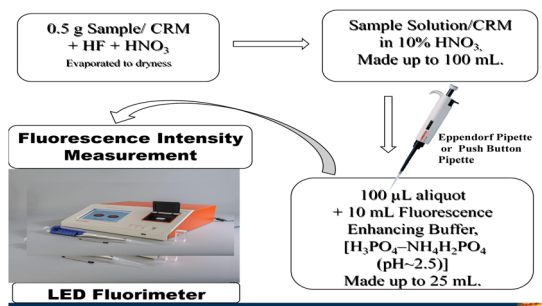 0.5 g Sample/ CRM
+ HF + HNO₃
Evaporated to dryness
Sample Solution/CRM
in 10% HNO₃,
Made up to 100 mL.
Eppendorf Pipette
or Push Button
Pipette
100 µL aliquot
+ 10 mL Fluorescence
Enhancing Buffer,
[H₃PO₄–NH₄H₂PO₄
(pH~2.5)]
Made up to 25 mL.
Fluorescence Intensity
Measurement
LED Fluorimeter